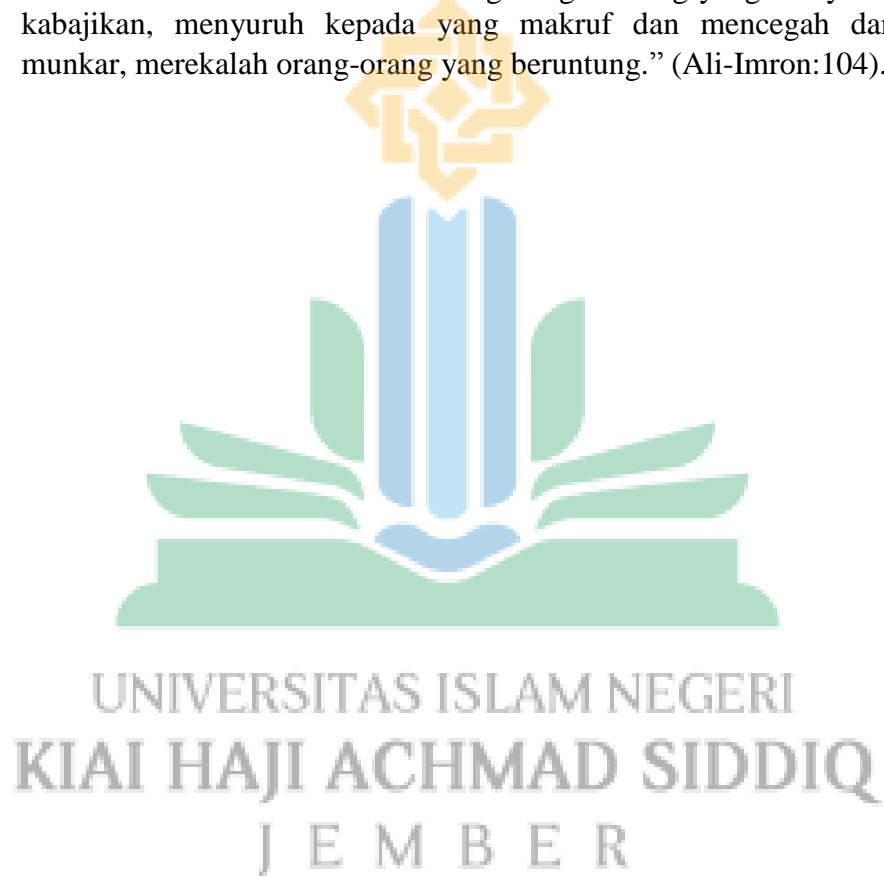 kabajikan, menyuruh kepada yang makruf dan mencegah dar
munkar, merekalah orang-orang yang beruntung.” (Ali-Imron:104).
UNIVERSITAS ISLAM NEGERI
KIAI HAJI ACHMAD SIDDIQ
JEMBER